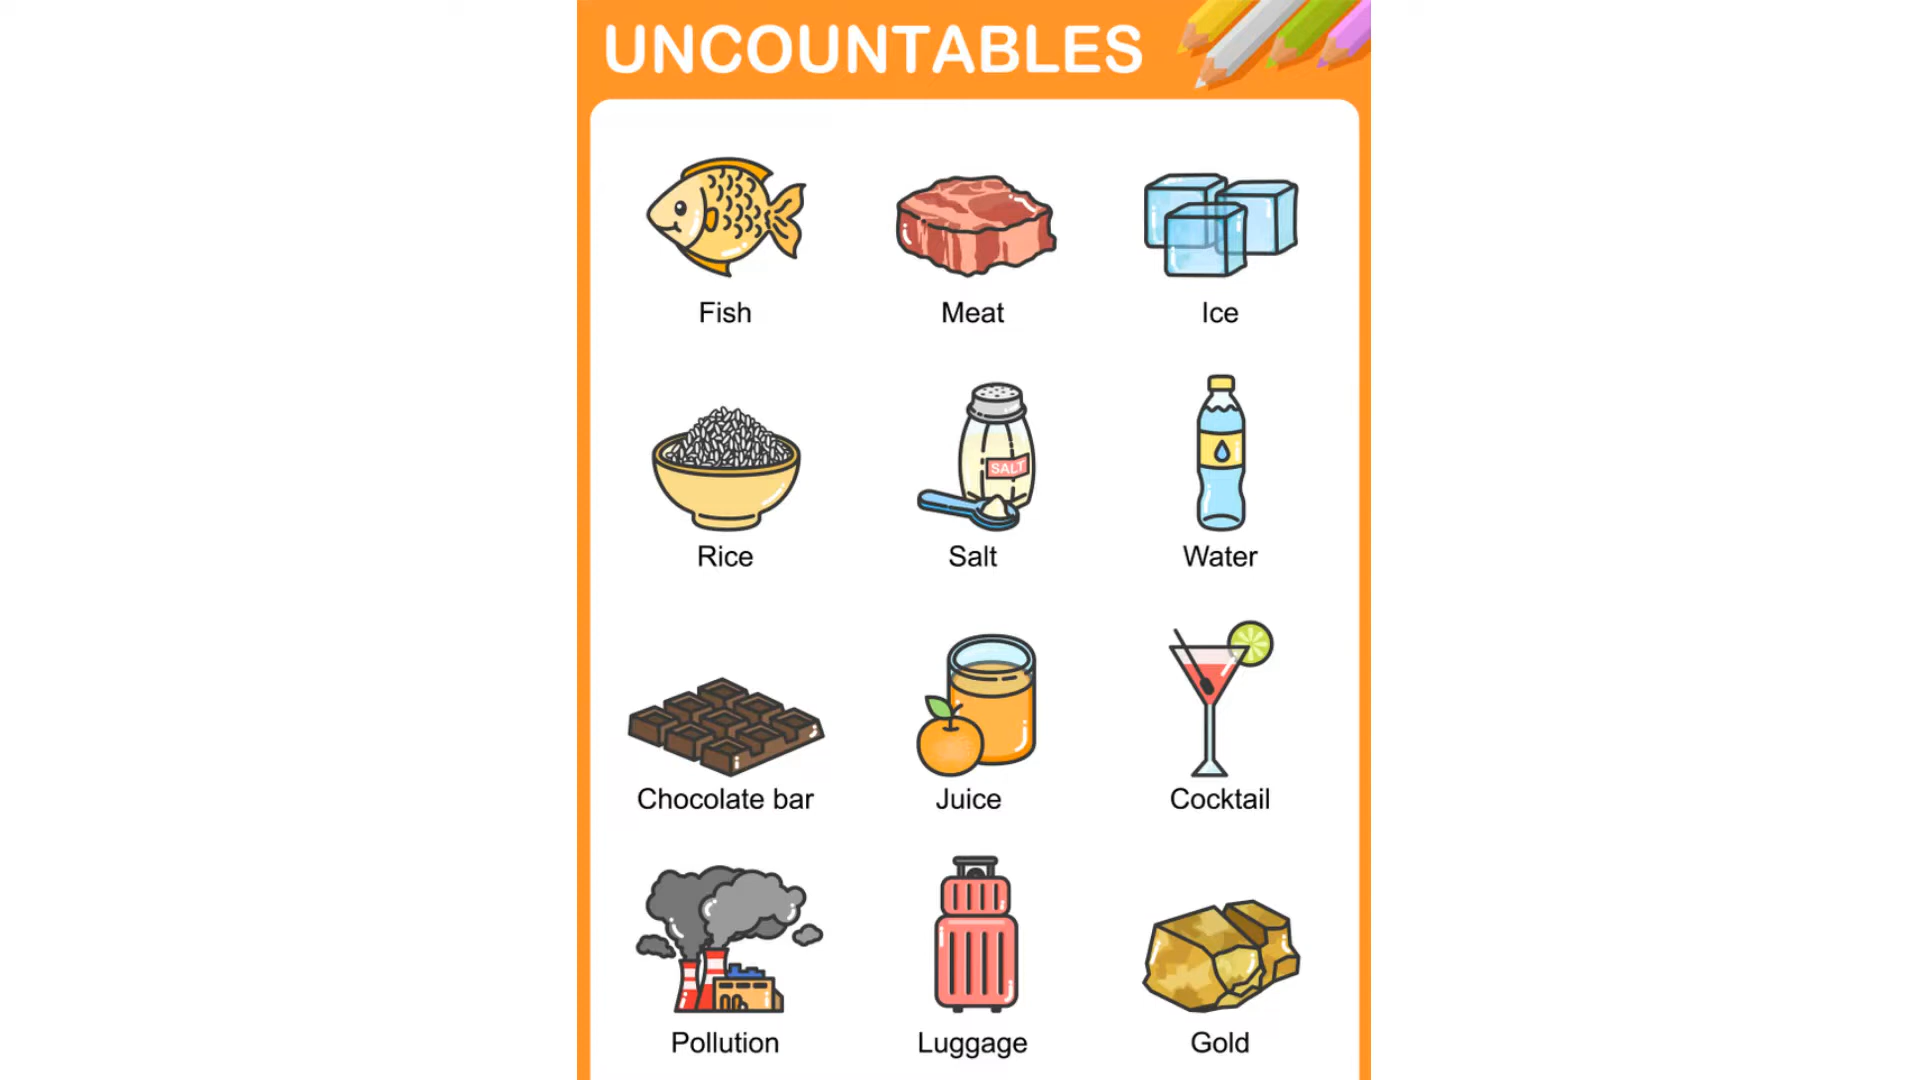 UNCOUNTABLES
Fish
Meat
Ice
SALT
Rice
Salt
Water
Chocolate bar
Juice
Cocktail
Pollution
Luggage
Gold